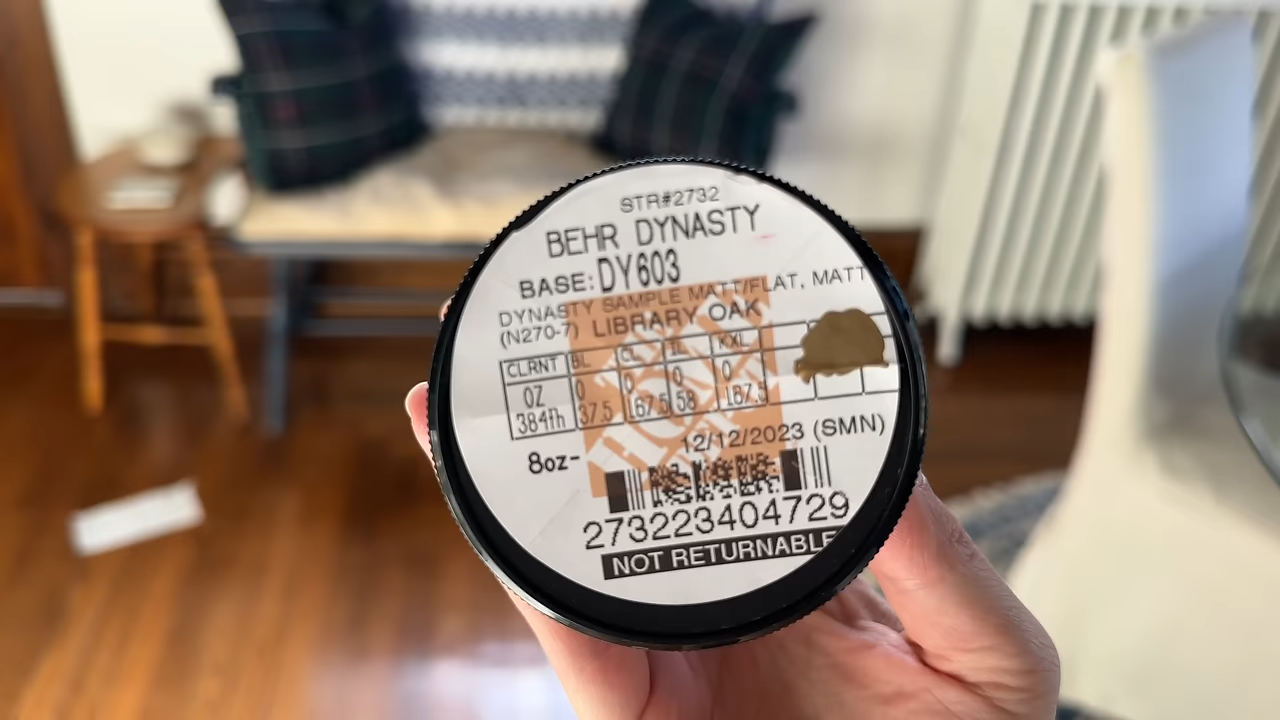 STR#2732
BEHR DYNASTY
BASE: DY603
DYNASTY SAMPLE MATT/FLAT, MATT
(N270-7) LIBRARY OAK
CLRNT BL CL IL KXL
OZ 0 0 0 0
384th 37.5 167.5 58 187.5
12/12/2023 (SMN)
8oz-
273223404729
NOT RETURNABLE